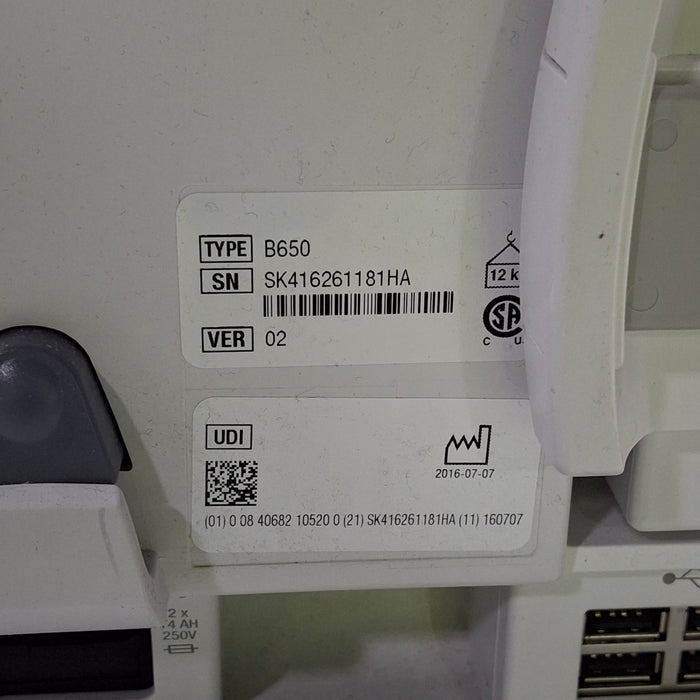 TYPE B650
SN SK416261181HA
12 k
VER 02
SA
C U
UDI
2016-07-07
(01) 0 08 40682 10520 0 (21) SK416261181HA (11) 160707
2 x
4 AH
250V